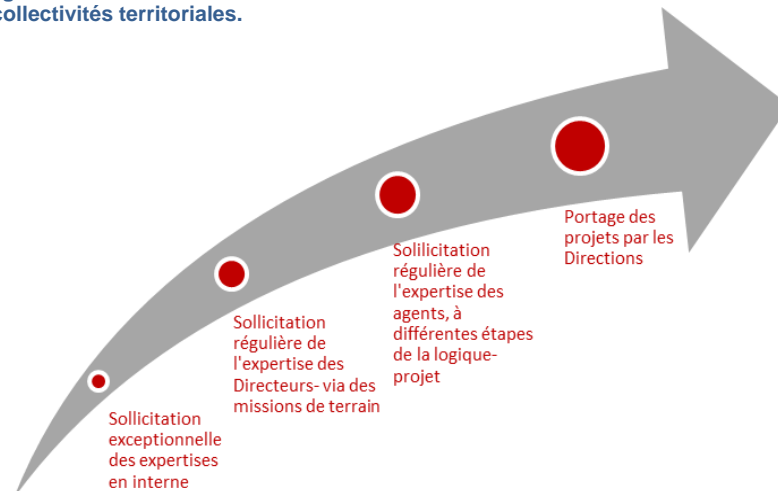 collectivités territoriales.
Portage des
projets par les
Directions
Solilicitation
régulière de
l'expertise des
agents, à
différentes étapes
de la logique-
projet
Sollicitation
régulière de
l'expertise des
Directeurs- via des
missions de terrain
Sollicitation
exceptionnelle
des expertises
en interne